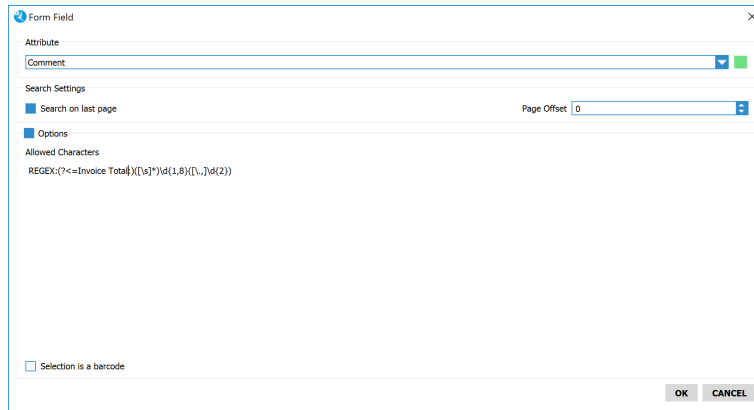 Form Field
Attribute
Comment
Search Settings
Search on last page
Page Offset 0
Options
Allowed Characters
REGEX:(?<=Invoice Total:)([\s]*)\d{1,8}([\.,]\d{2})
Selection is a barcode
OK CANCEL